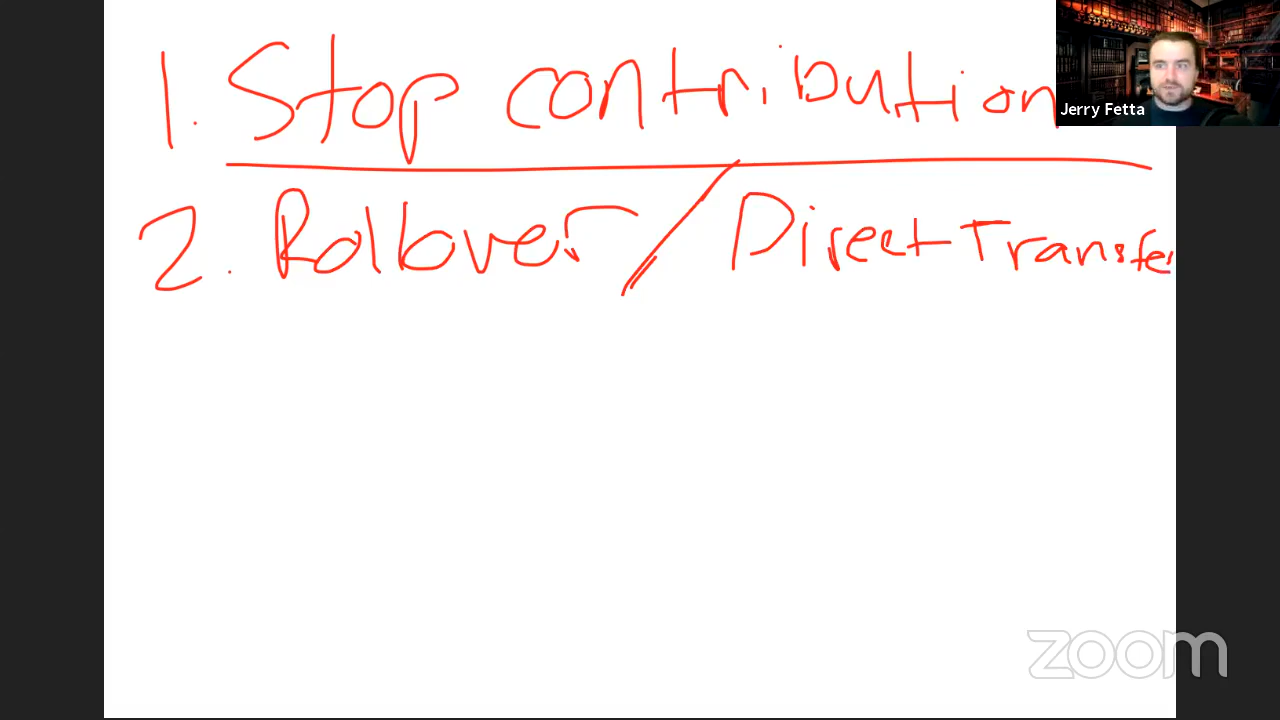 1. Stop contribution
Jerry Fetta
2. Rollover / Direct Transfer
zoom